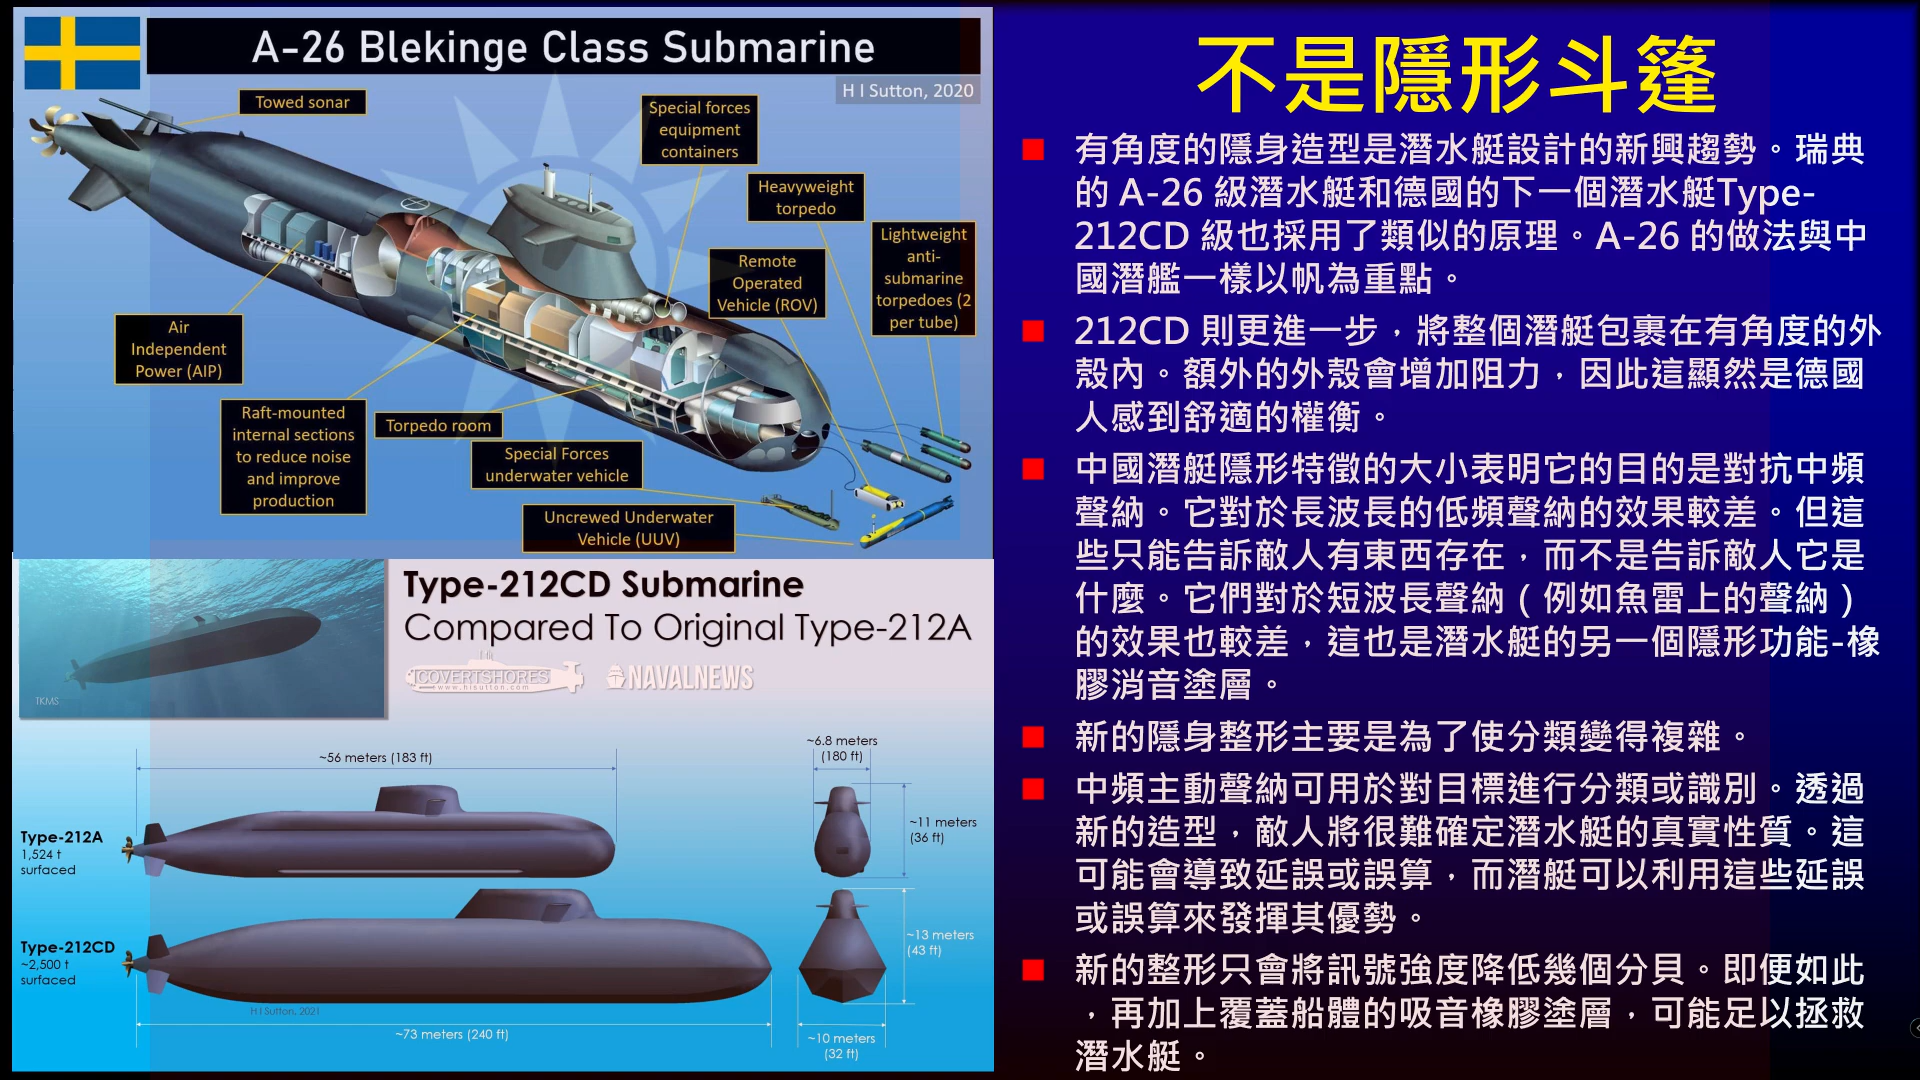 A-26 Blekinge Class Submarine
H I Sutton, 2020
Towed sonar
Special forces
equipment
containers
Heavyweight
torpedo
Lightweight
anti-
submarine
torpedoes (2
per tube)
Remote
Operated
Vehicle (ROV)
Air
Independent
Power (AIP)
Raft-mounted
internal sections
to reduce noise
and improve
production
Torpedo room
Special Forces
underwater vehicle
Uncrewed Underwater
Vehicle (UUV)
Type-212CD Submarine
Compared To Original Type-212A
COVERTSHORES
www.hisutton.com
NAVALNEWS
TKMS
~56 meters (183 ft)
~6.8 meters
(180 ft)
~11 meters
(36 ft)
Type-212A
1,524 t
surfaced
Type-212CD
~2,500 t
surfaced
~13 meters
(43 ft)
H I Sutton, 2021
~73 meters (240 ft)
~10 meters
(32 ft)
不是隱形斗篷
有角度的隱身造型是潛水艇設計的新興趨勢。瑞典
的 A-26 級潛水艇和德國的下一個潛水艇Type-
212CD 級也採用了類似的原理。A-26 的做法與中
國潛艦一樣以帆為重點。
212CD 則更進一步，將整個潛艇包裹在有角度的外
殼內。額外的外殼會增加阻力，因此這顯然是德國
人感到舒適的權衡。
中國潛艇隱形特徵的大小表明它的目的是對抗中頻
聲納。它對於長波長的低頻聲納的效果較差。但這
些只能告訴敵人有東西存在，而不是告訴敵人它是
什麼。它們對於短波長聲納（例如魚雷上的聲納）
的效果也較差，這也是潛水艇的另一個隱形功能-橡
膠消音塗層。
新的隱身整形主要是為了使分類變得複雜。
中頻主動聲納可用於對目標進行分類或識別。透過
新的造型，敵人將很難確定潛水艇的真實性質。這
可能會導致延誤或誤算，而潛艇可以利用這些延誤
或誤算來發揮其優勢。
新的整形只會將訊號強度降低幾個分貝。即便如此
，再加上覆蓋船體的吸音橡膠塗層，可能足以拯救
潛水艇。